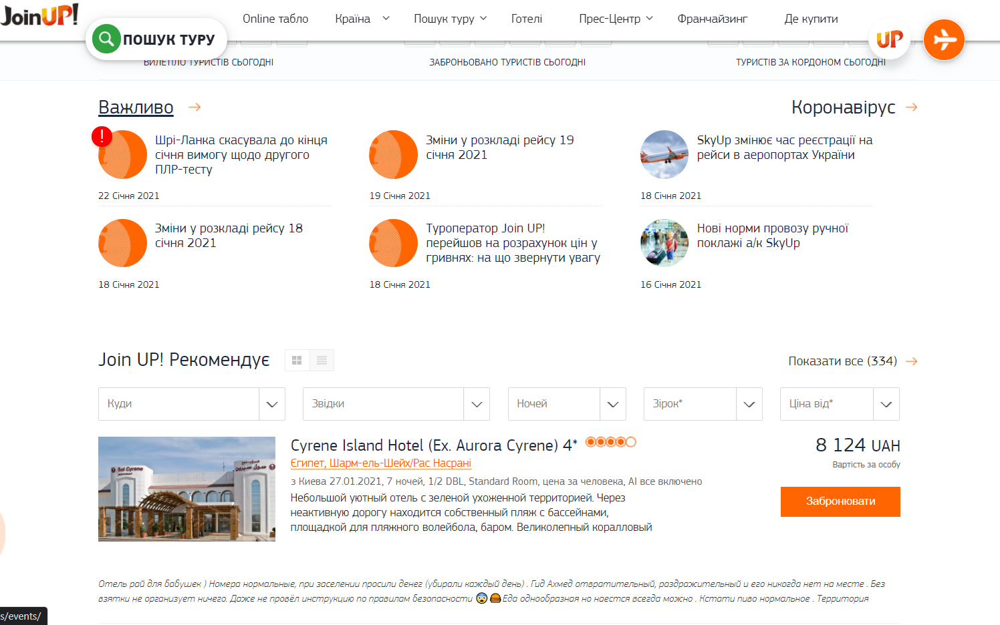 JoinUP!
Online табло
Країна
Пошук туру
Готелі
Прес-Центр
Франчайзинг
Де купити
ПОШУК ТУРУ
UP
ВИЛЕТІЛО ТУРИСТІВ СЬОГОДНІ
ЗАБРОНЬОВАНО ТУРИСТІВ СЬОГОДНІ
ТУРИСТІВ ЗА КОРДОНОМ СЬОГОДНІ
Важливо
Коронавірус
!
Шрі-Ланка скасувала до кінця
січня вимогу щодо другого
ПЛР-тесту
22 Січня 2021
Зміни у розкладі рейсу 19
січня 2021
19 Січня 2021
SkyUp змінює час реєстрації на
рейси в аеропортах України
18 Січня 2021
Зміни у розкладі рейсу 18
січня 2021
18 Січня 2021
Туроператор Join UP!
перейшов на розрахунок цін у
гривнях: на що звернути увагу
18 Січня 2021
Нові норми провозу ручної
поклажі а/к SkyUp
16 Січня 2021
Join UP! Рекомендує
Показати все (334)
Куди
Звідки
Ночей
Зірок*
Ціна від*
Sol Cyrene
Cyrene Island Hotel (Ex. Aurora Cyrene) 4*
Єгипет, Шарм-ель-Шейх/Рас Насрані
з Киева 27.01.2021, 7 ночей, 1/2 DBL, Standard Room, цена за человека, AI все включено
Небольшой уютный отель с зеленой ухоженной территорией. Через
неактивную дорогу находится собственный пляж с бассейнами,
площадкой для пляжного волейбола, баром. Великолепный коралловый
8 124 UAH
Вартість за особу
Забронювати
Отель рай для бабушек ) Номера нормальные, при заселении просили денег (убирали каждый день) . Гид Ахмед отвратительный, раздражительный и его никогда нет на месте . Без
взятки не организует ничего. Даже не провёл инструкцию по правилам безопасности 😨🍔Еда однообразная но наестся всегда можно . Кстати пиво нормальное . Территория
s/events/